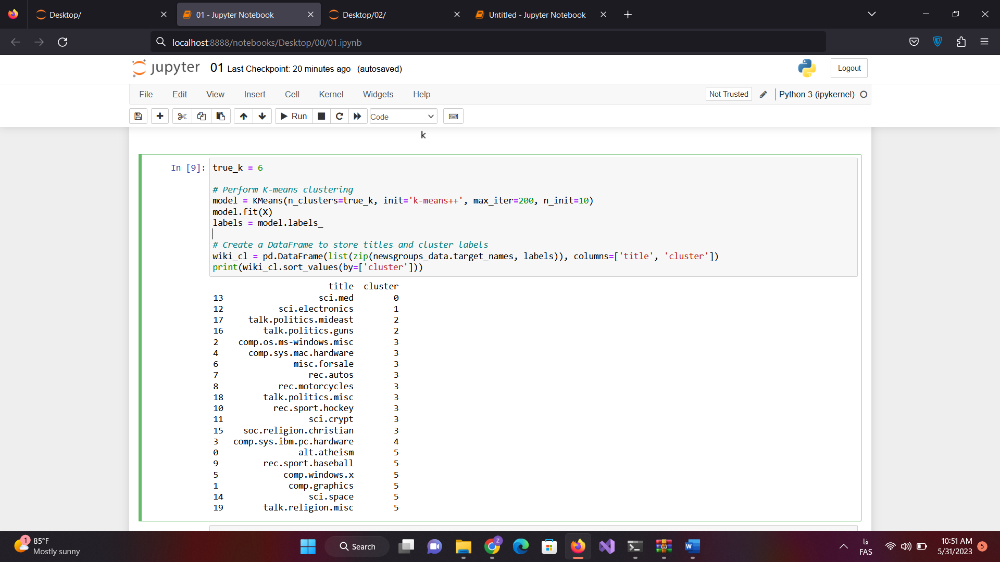 Desktop/
01 - Jupyter Notebook
Desktop/02/
Untitled - Jupyter Notebook
localhost:8888/notebooks/Desktop/00/01.ipynb
jupyter 01 Last Checkpoint: 20 minutes ago (autosaved)
Logout
File Edit View Insert Cell Kernel Widgets Help
Not Trusted
Python 3 (ipykernel)
Run
Code
k
In [9]:
true_k = 6
# Perform K-means clustering
model = KMeans(n_clusters=true_k, init='k-means++', max_iter=200, n_init=10)
model.fit(X)
labels = model.labels_
# Create a DataFrame to store titles and cluster labels
wiki_cl = pd.DataFrame(list(zip(newsgroups_data.target_names, labels)), columns=['title', 'cluster'])
print(wiki_cl.sort_values(by=['cluster']))
title cluster
13 sci.med 0
12 sci.electronics 1
17 talk.politics.mideast 2
16 talk.politics.guns 2
2 comp.os.ms-windows.misc 3
4 comp.sys.mac.hardware 3
6 misc.forsale 3
7 rec.autos 3
8 rec.motorcycles 3
18 talk.politics.misc 3
10 rec.sport.hockey 3
11 sci.crypt 3
15 soc.religion.christian 3
3 comp.sys.ibm.pc.hardware 4
0 alt.atheism 5
9 rec.sport.baseball 5
5 comp.windows.x 5
1 comp.graphics 5
14 sci.space 5
19 talk.religion.misc 5
1
85°F
Mostly sunny
Search
Z
W
فا
FAS
10:51 AM
5/31/2023
5